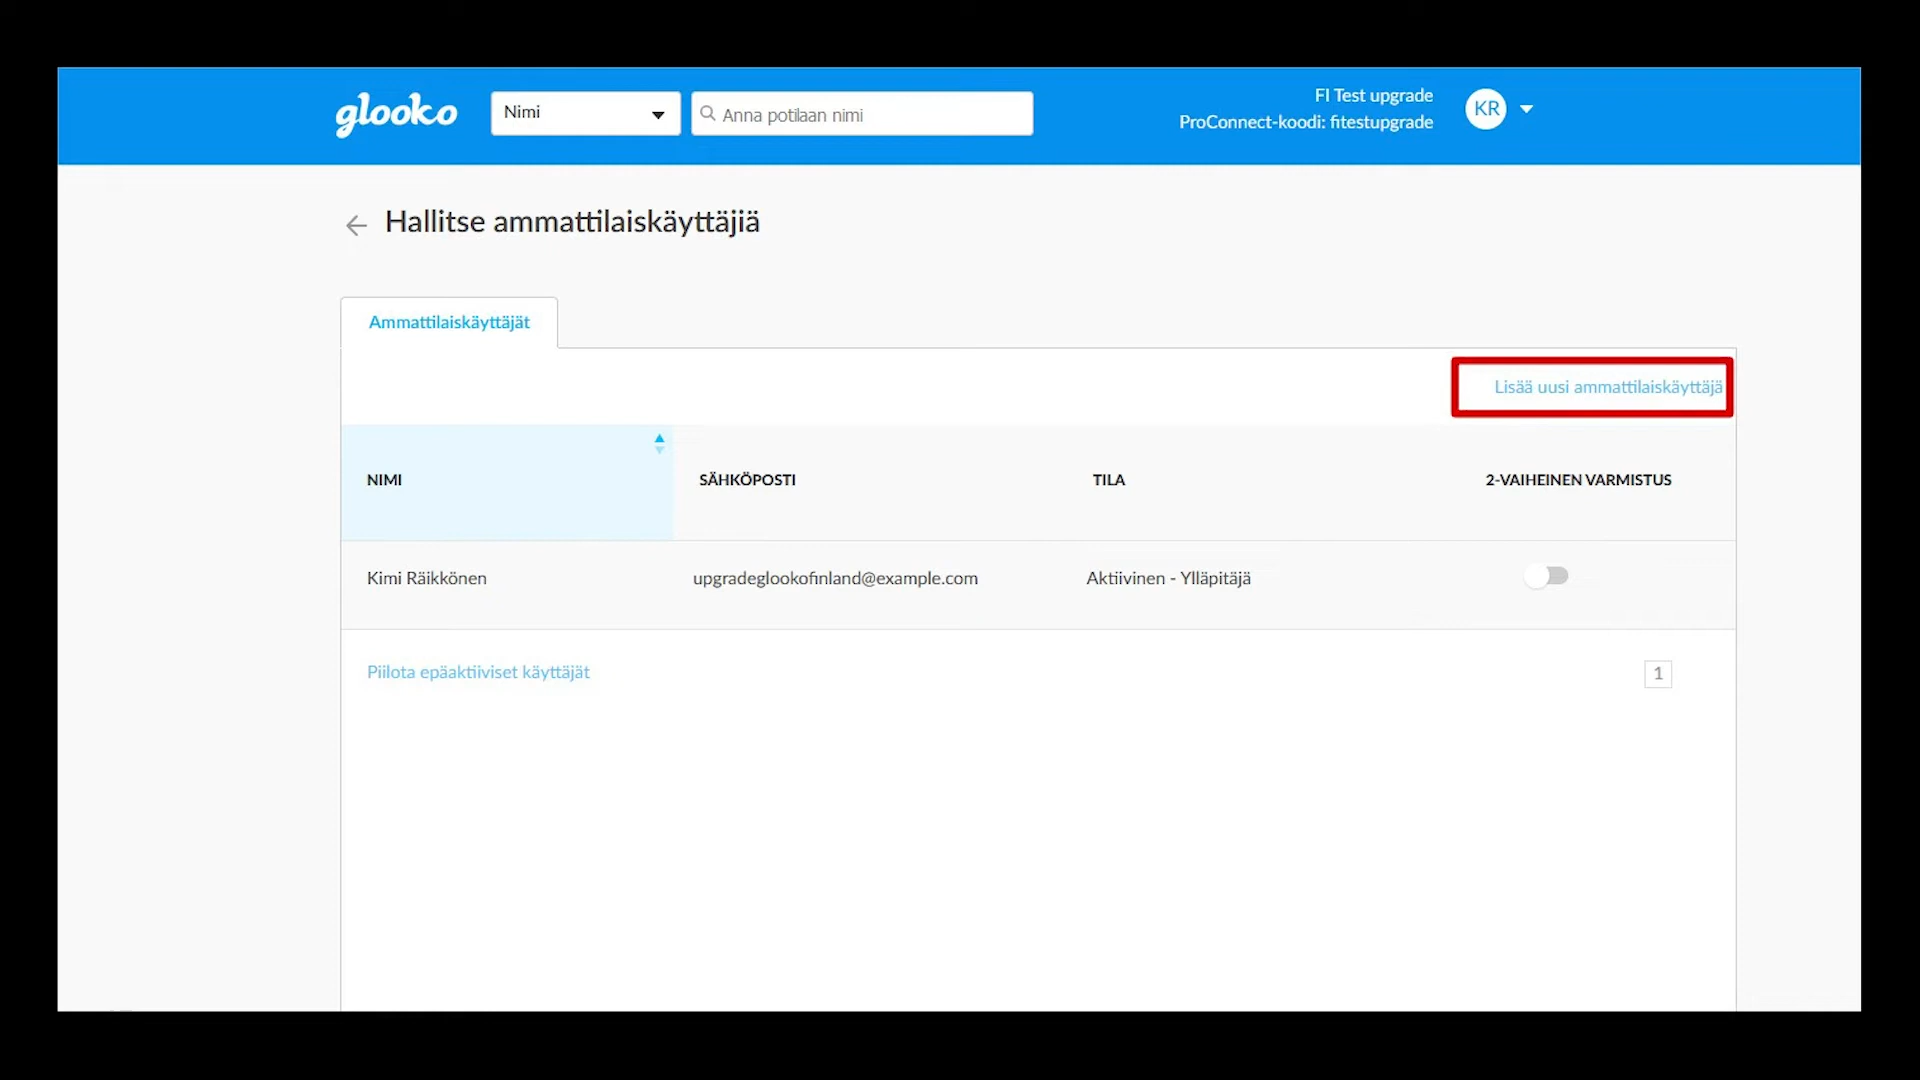 glooko
Nimi
Anna potilaan nimi
FI Test upgrade
ProConnect-koodi: fitestupgrade
KR
Hallitse ammattilaiskäyttäjiä
Ammattilaiskäyttäjät
Lisää uusi ammattilaiskäyttäjä
NIMI SÄHKÖPOSTI TILA 2-VAIHEINEN VARMISTUS
Kimi Räikkönen upgradeglookofinland@example.com Aktiivinen - Ylläpitäjä
Piilota epäaktiiviset käyttäjät 1